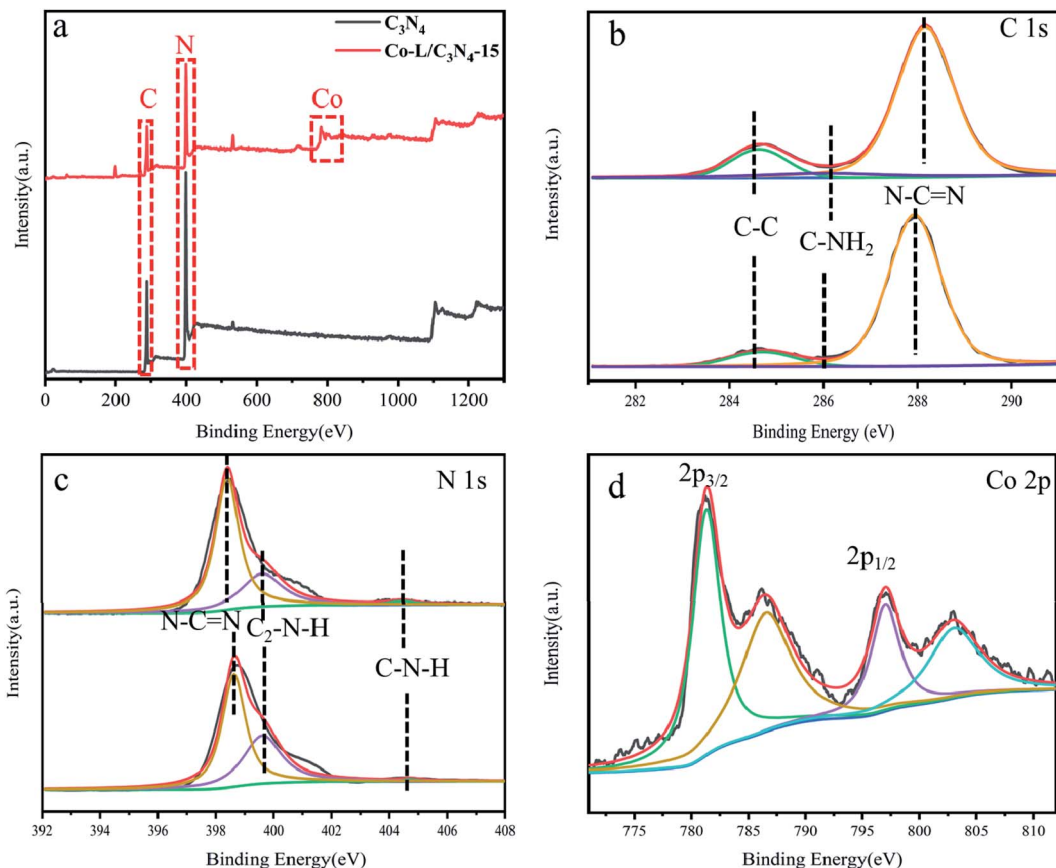 a
C₃N₄
Co-L/C₃N₄-15
C
N
Co
Intensity(a.u.)
0 200 400 600 800 1000 1200
Binding Energy(eV)
b
C 1s
C-C
C-NH₂
N-C=N
Intensity(a.u.)
282 284 286 288 290
Binding Energy (eV)
c
N 1s
N-C=N
C₂-N-H
C-N-H
Intensity(a.u.)
392 394 396 398 400 402 404 406 408
Binding Energy(eV)
d
Co 2p
2p₃/₂
2p₁/₂
Intensity(a.u.)
775 780 785 790 795 800 805 810
Binding Energy(eV)